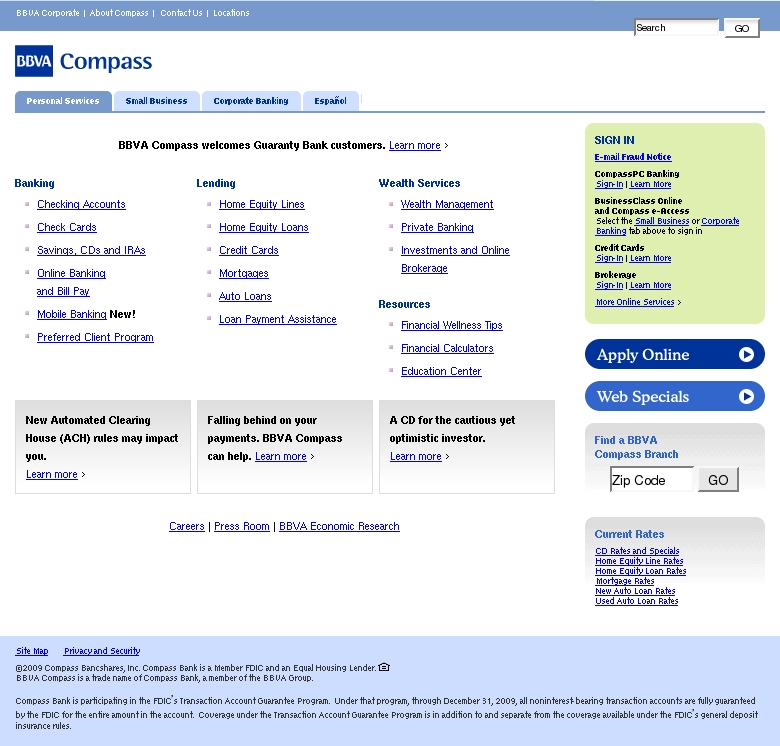 BBVA Corporate | About Compass | Contact Us | Locations
Search GO
BBVA Compass
Personal Services Small Business Corporate Banking Español
BBVA Compass welcomes Guaranty Bank customers. Learn more ›
Banking
Checking Accounts
Check Cards
Savings, CDs and IRAs
Online Banking
and Bill Pay
Mobile Banking New!
Preferred Client Program
Lending
Home Equity Lines
Home Equity Loans
Credit Cards
Mortgages
Auto Loans
Loan Payment Assistance
Wealth Services
Wealth Management
Private Banking
Investments and Online
Brokerage
Resources
Financial Wellness Tips
Financial Calculators
Education Center
New Automated Clearing
House (ACH) rules may impact
you.
Learn more ›
Falling behind on your
payments. BBVA Compass
can help. Learn more ›
A CD for the cautious yet
optimistic investor.
Learn more ›
Careers | Press Room | BBVA Economic Research
SIGN IN
E-mail Fraud Notice
CompassPC Banking
Sign-In | Learn More
BusinessClass Online
and Compass e-Access
Select the Small Business or Corporate
Banking tab above to sign in
Credit Cards
Sign-In | Learn More
Brokerage
Sign-In | Learn More
More Online Services ›
Apply Online
Web Specials
Find a BBVA
Compass Branch
Zip Code GO
Current Rates
CD Rates and Specials
Home Equity Line Rates
Home Equity Loan Rates
Mortgage Rates
New Auto Loan Rates
Used Auto Loan Rates
Site Map Privacy and Security
©2009 Compass Bancshares, Inc. Compass Bank is a Member FDIC and an Equal Housing Lender.
BBVA Compass is a trade name of Compass Bank, a member of the BBVA Group.
Compass Bank is participating in the FDIC's Transaction Account Guarantee Program. Under that program, through December 31, 2009, all noninterest-bearing transaction accounts are fully guaranteed
by the FDIC for the entire amount in the account. Coverage under the Transaction Account Guarantee Program is in addition to and separate from the coverage available under the FDIC's general deposit
insurance rules.